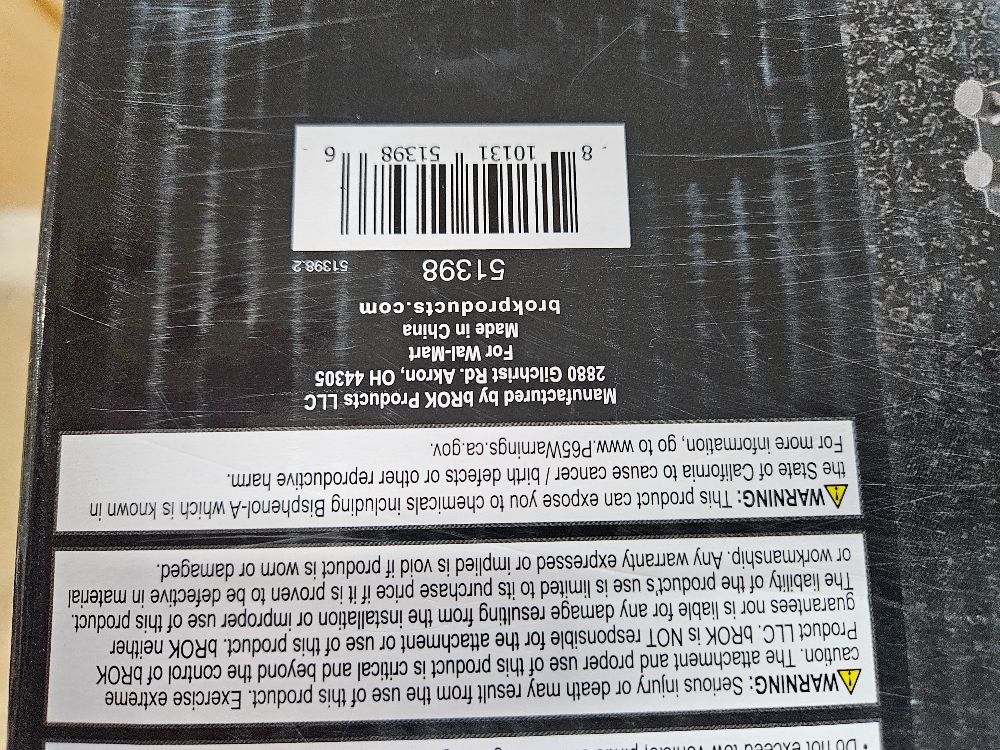 • Do not exceed tow vehicle,
⚠WARNING: Serious injury or death may result from the use of this product. Exercise extreme
caution. The attachment and proper use of this product is critical and beyond the control of bROK
Product LLC. bROK IS NOT responsible for the attachment or use of this product. bROK neither
guarantees nor is liable for any damage resulting from the installation or improper use of this product.
The liability of the product's use is limited to its purchase price if it is proven to be defective in material
or workmanship. Any warranty expressed or implied is void if product is worn or damaged.
⚠WARNING: This product can expose you to chemicals including Bisphenol-A which is known in
the State of California to cause cancer / birth defects or other reproductive harm.
For more information, go to www.P65Warnings.ca.gov.
Manufactured by bROK Products LLC
2880 Gilchrist Rd. Akron, OH 44305
For Wal-Mart
Made in China
brokproducts.com
51398
51398.2
8 10131 51398 6